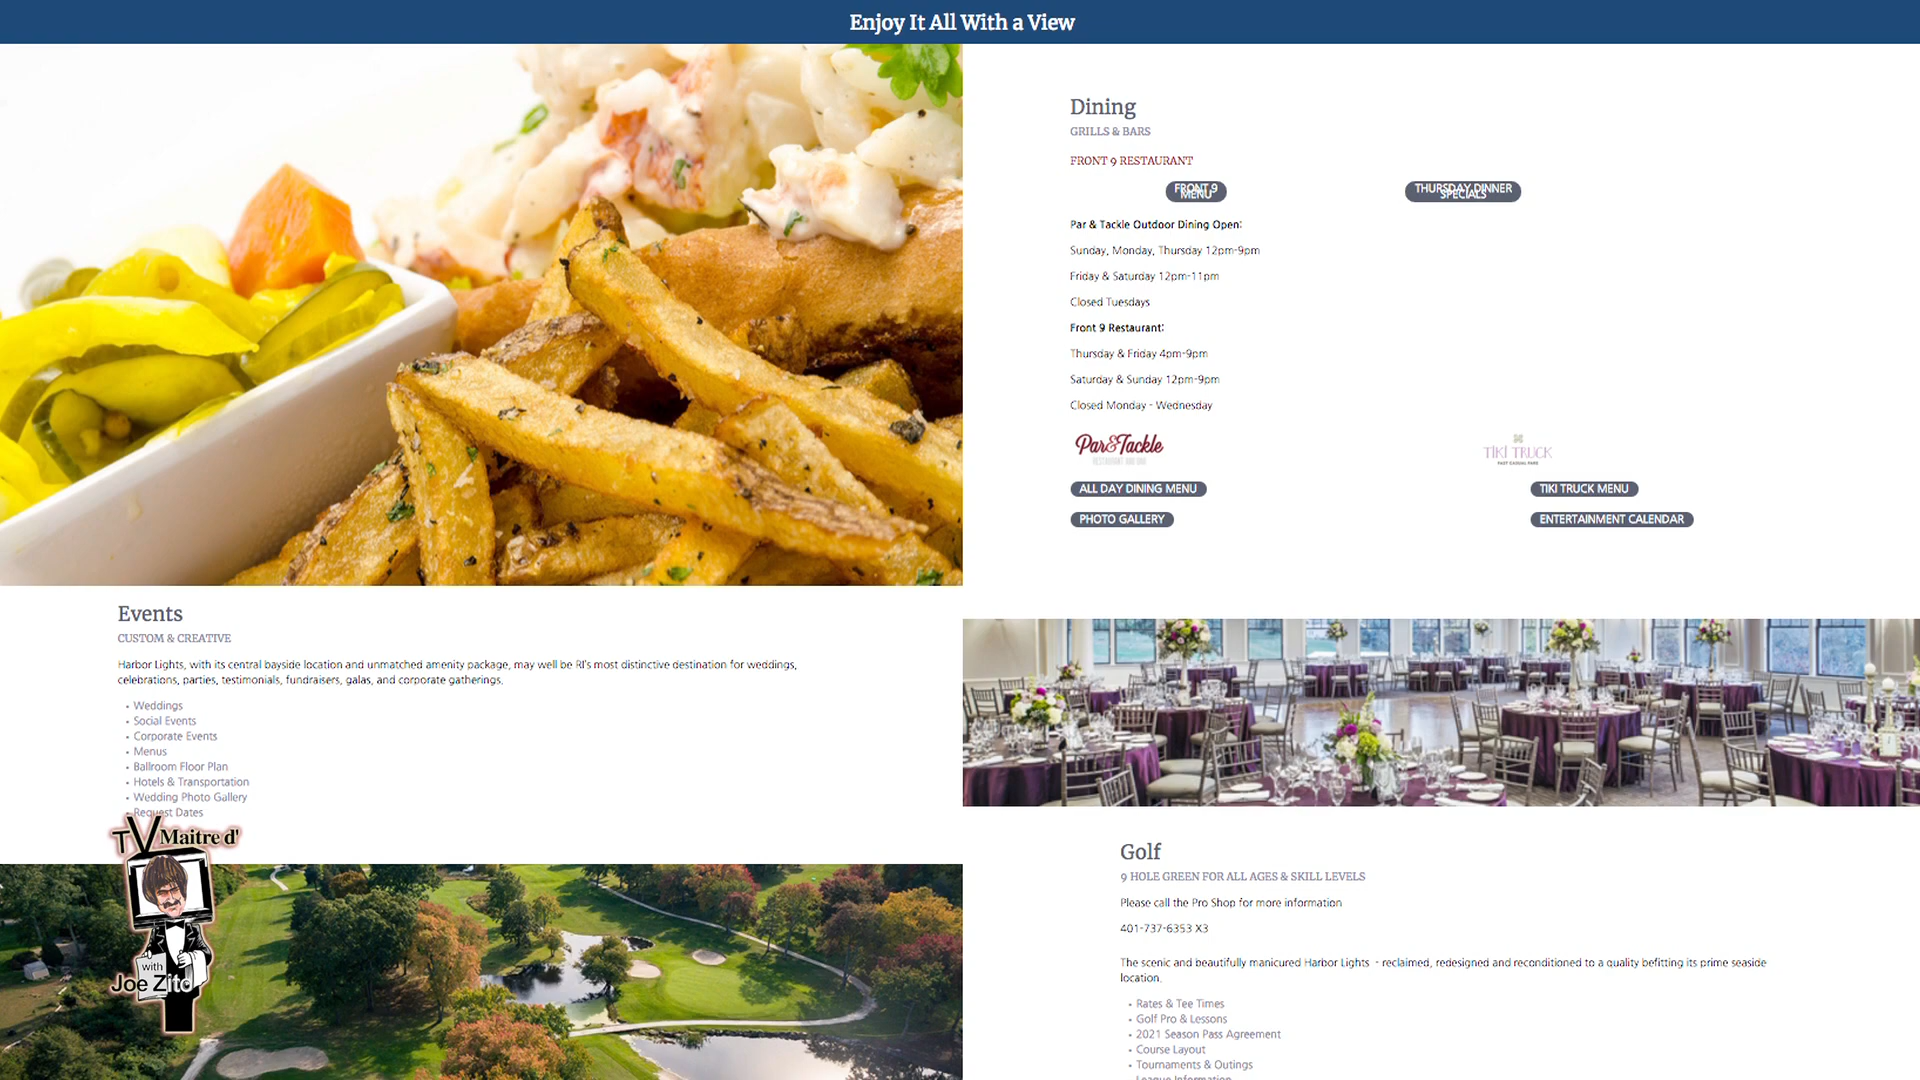 Enjoy It All With a View
Dining
GRILLS & BARS
FRONT 9 RESTAURANT
FRONT 9
MENU
THURSDAY DINNER
SPECIALS
Par & Tackle Outdoor Dining Open:
Sunday, Monday, Thursday 12pm-9pm
Friday & Saturday 12pm-11pm
Closed Tuesdays
Front 9 Restaurant:
Thursday & Friday 4pm-9pm
Saturday & Sunday 12pm-9pm
Closed Monday - Wednesday
Par&Tackle
RESTAURANT AND BAR
TIKI TRUCK
FAST CASUAL FARE
ALL DAY DINING MENU
TIKI TRUCK MENU
PHOTO GALLERY
ENTERTAINMENT CALENDAR
Events
CUSTOM & CREATIVE
Harbor Lights, with its central bayside location and unmatched amenity package, may well be RI's most distinctive destination for weddings,
celebrations, parties, testimonials, fundraisers, galas, and corporate gatherings.
• Weddings
• Social Events
• Corporate Events
• Menus
• Ballroom Floor Plan
• Hotels & Transportation
• Wedding Photo Gallery
• Request Dates
TV Maitre d'
with
Joe Zito
Golf
9 HOLE GREEN FOR ALL AGES & SKILL LEVELS
Please call the Pro Shop for more information
401-737-6353 X3
The scenic and beautifully manicured Harbor Lights - reclaimed, redesigned and reconditioned to a quality befitting its prime seaside
location.
• Rates & Tee Times
• Golf Pro & Lessons
• 2021 Season Pass Agreement
• Course Layout
• Tournaments & Outings
League Information